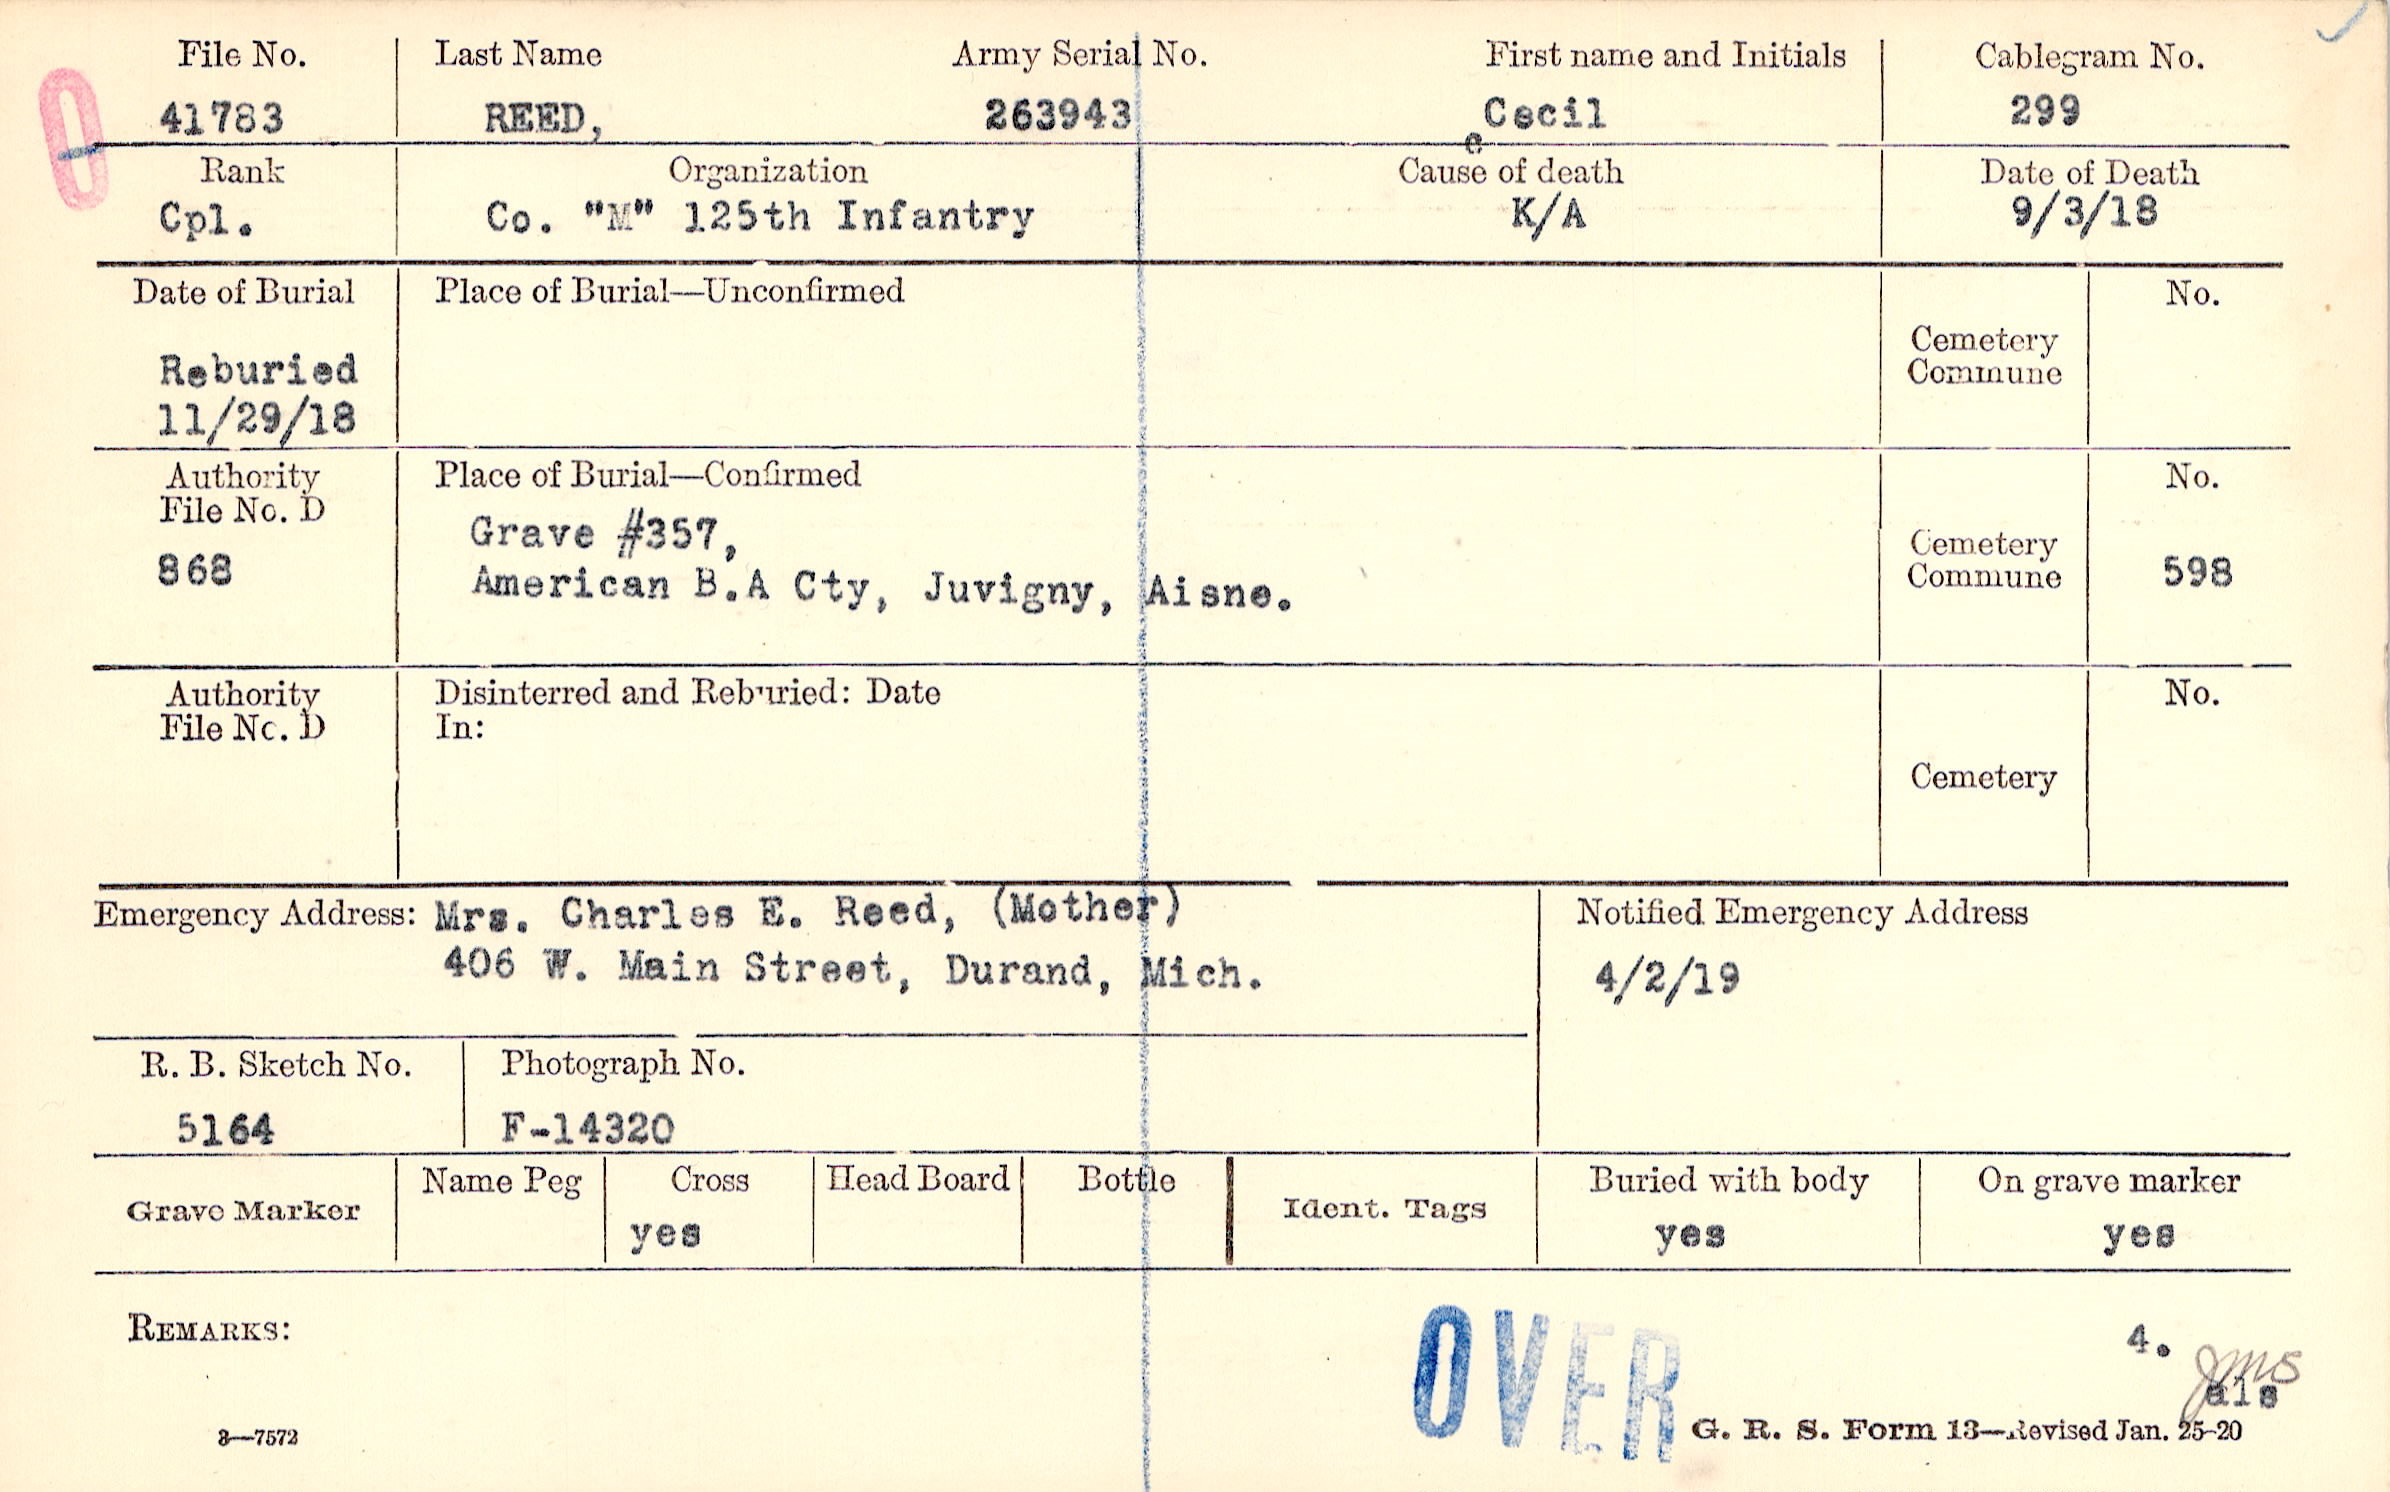 File No. Last Name Army Serial No. First name and Initials Cablegram No.
41783 REED, 263943 Cecil 299
e
Rank Organization Cause of death Date of Death
Cpl. Co. "M" 125th Infantry K/A 9/3/18
Date of Burial Place of Burial—Unconfirmed No.
Cemetery
Commune
Reburied
11/29/18
Authority Place of Burial—Confirmed No.
File No. D
Grave #357,
Cemetery
Commune
868 American B.A Cty, Juvigny, Aisne. 598
Authority Disinterred and Reburied: Date No.
File No. D In:
Cemetery
Emergency Address: Mrs. Charles E. Reed, (Mother) Notified Emergency Address
406 W. Main Street, Durand, Mich. 4/2/19
R. B. Sketch No. Photograph No.
5164 F-14320
Grave Marker Name Peg Cross Head Board Bottle Ident. Tags Buried with body On grave marker
yes yes yes
REMARKS:
OVER
4.
JMS
als
3—7572
G. R. S. Form 13—Revised Jan. 25-20